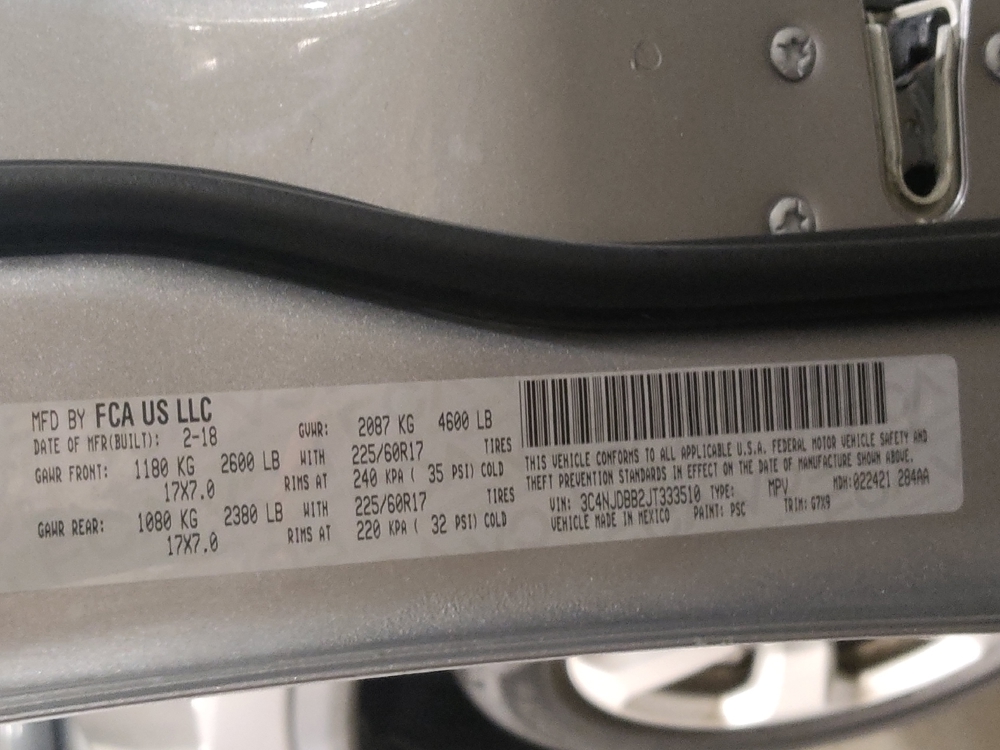 MFD BY FCA US LLC
DATE OF MFR(BUILT): 2-18 GVWR: 2087 KG 4600 LB
GAWR FRONT: 1180 KG 2600 LB WITH 225/60R17 TIRES
17X7.0 RIMS AT 240 KPA ( 35 PSI) COLD
GAWR REAR: 1080 KG 2380 LB WITH 225/60R17 TIRES
17X7.0 RIMS AT 220 KPA ( 32 PSI) COLD
THIS VEHICLE CONFORMS TO ALL APPLICABLE U.S.A. FEDERAL MOTOR VEHICLE SAFETY AND
THEFT PREVENTION STANDARDS IN EFFECT ON THE DATE OF MANUFACTURE SHOWN ABOVE.
VIN: 3C4NJDBB2JT333510 TYPE: MPV MDH:022421 284AA
VEHICLE MADE IN MEXICO PAINT: PSC TRIM: G7X9